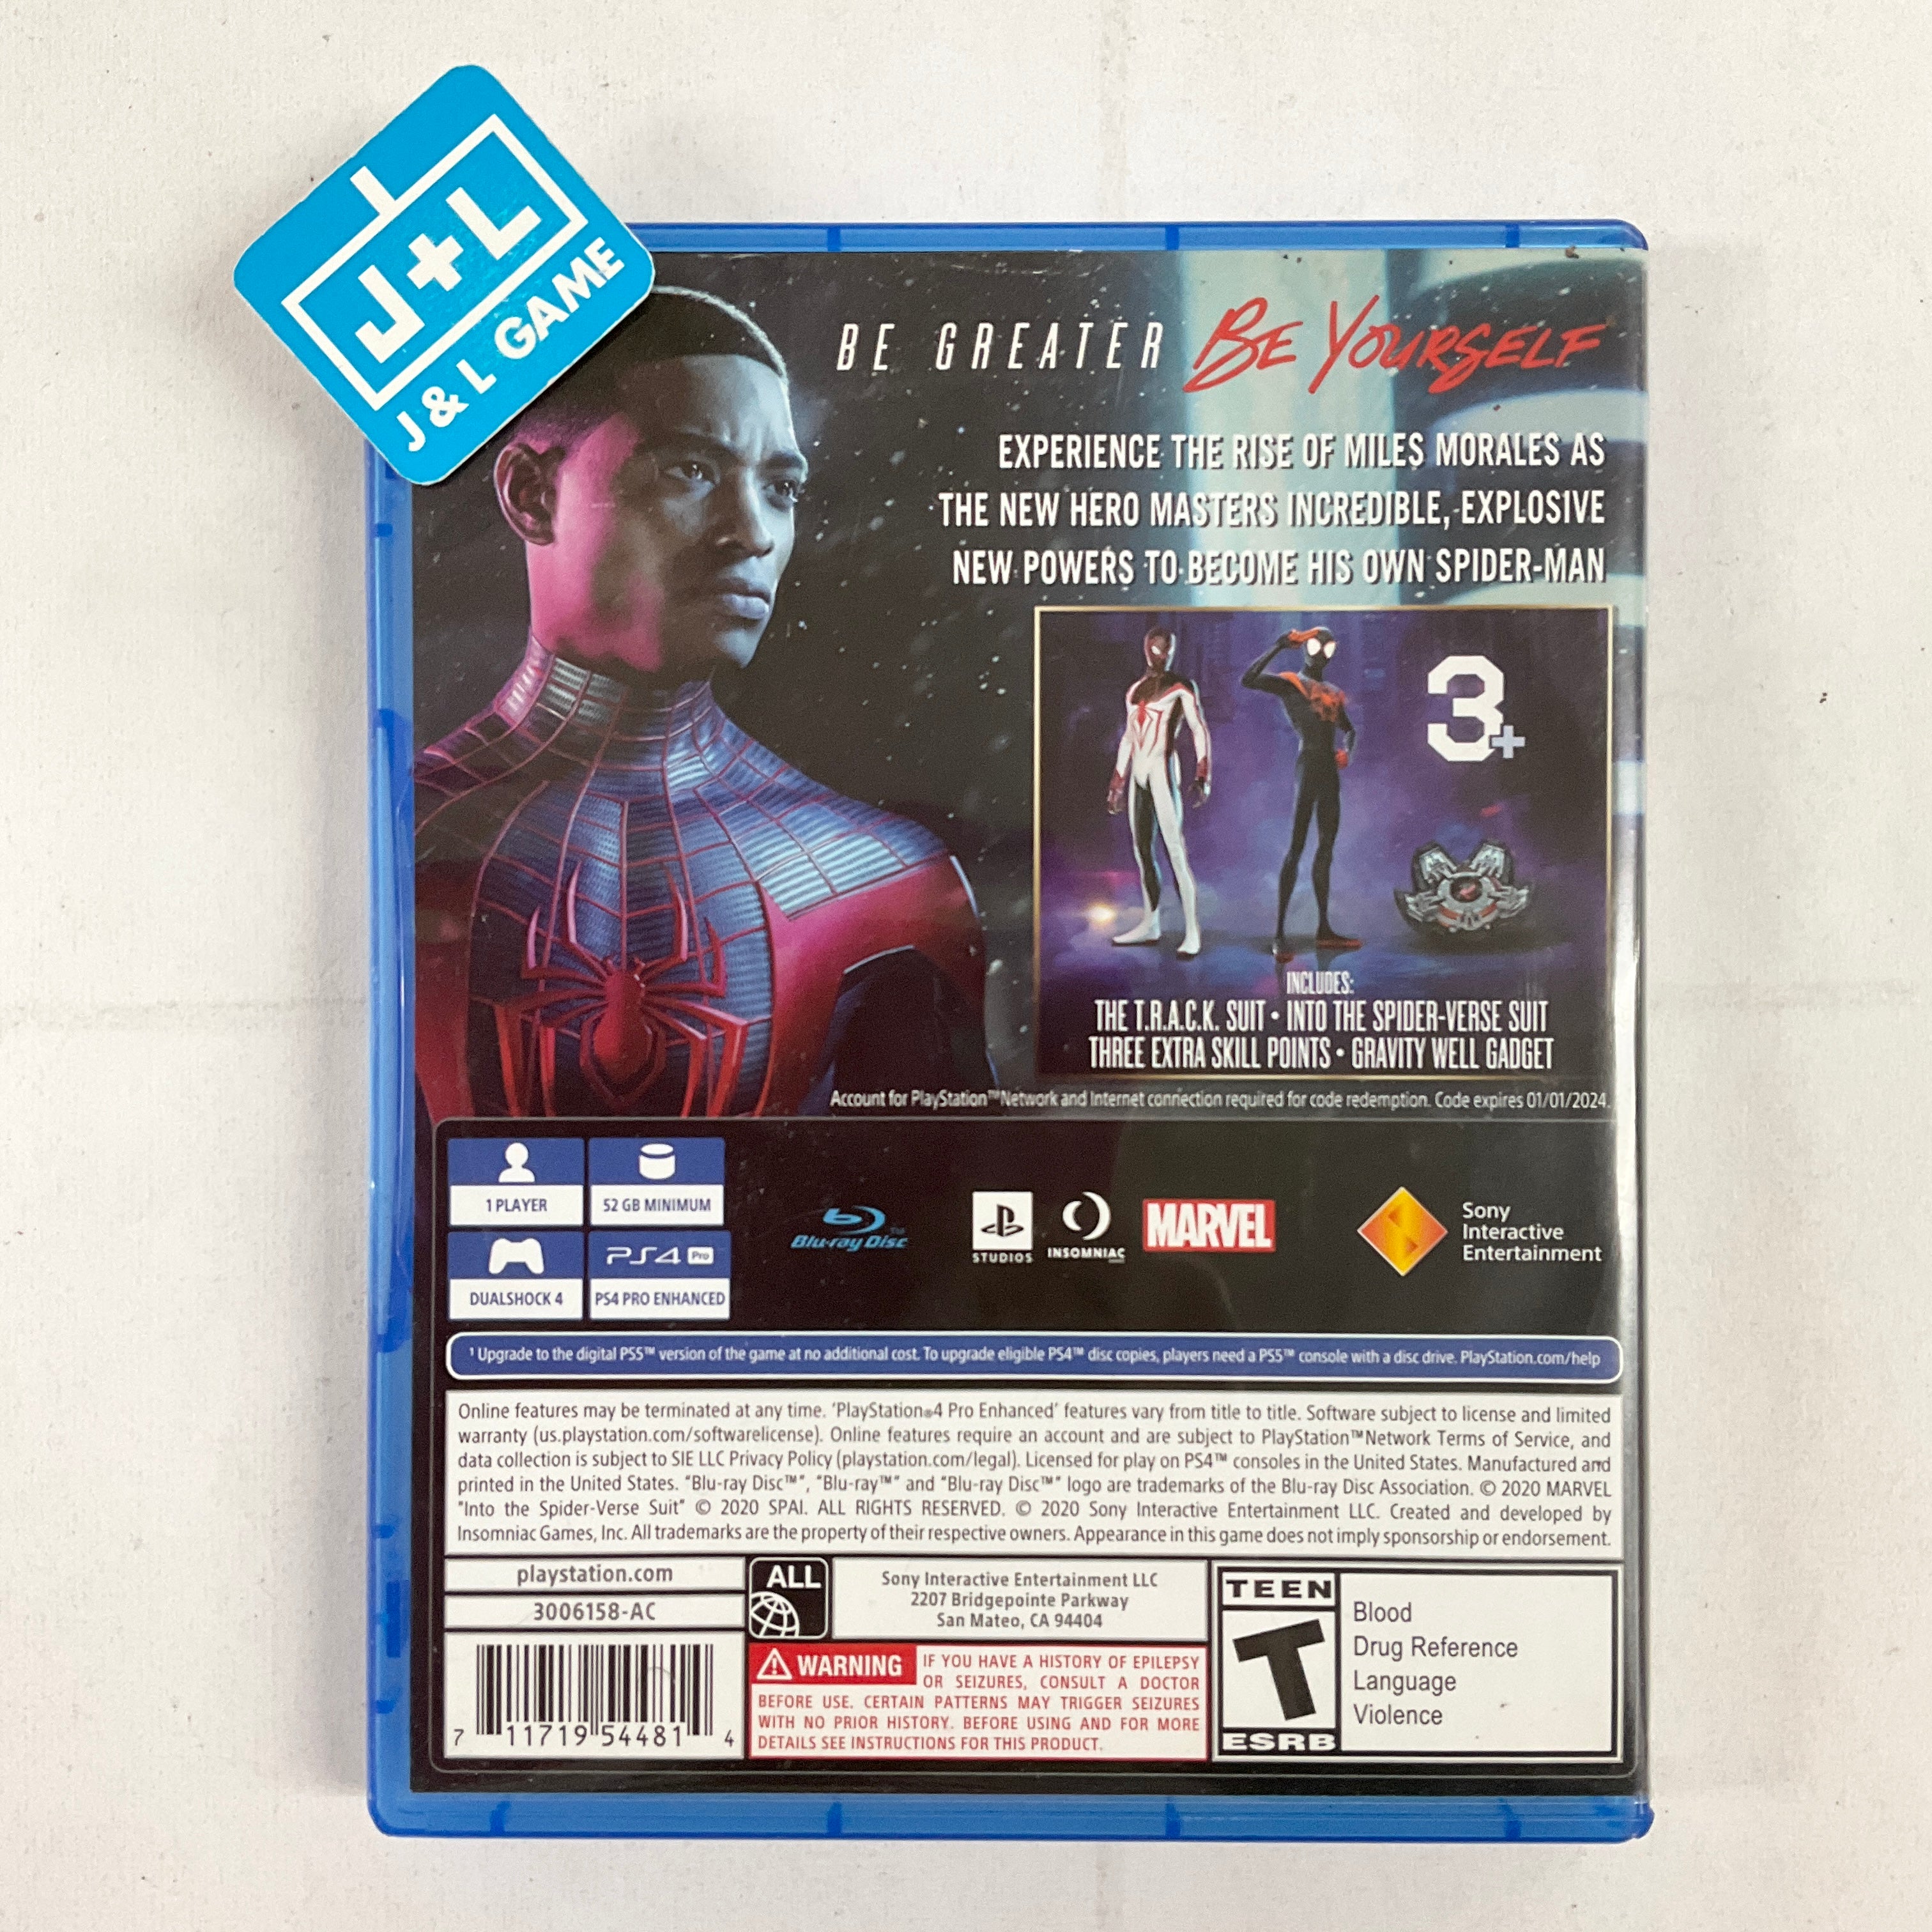 J+L
J & L GAME
BE GREATER BE YOURSELF
EXPERIENCE THE RISE OF MILES MORALES AS
THE NEW HERO MASTERS INCREDIBLE, EXPLOSIVE
NEW POWERS TO BECOME HIS OWN SPIDER-MAN
3+
INCLUDES:
THE T.R.A.C.K. SUIT • INTO THE SPIDER-VERSE SUIT
THREE EXTRA SKILL POINTS • GRAVITY WELL GADGET
Account for PlayStation™Network and Internet connection required for code redemption. Code expires 01/01/2024.
1 PLAYER
52 GB MINIMUM
DUALSHOCK 4
PS4 Pro
PS4 PRO ENHANCED
Blu-ray Disc™
STUDIOS
INSOMNIAC
MARVEL
Sony
Interactive
Entertainment
¹ Upgrade to the digital PS5™ version of the game at no additional cost. To upgrade eligible PS4™ disc copies, players need a PS5™ console with a disc drive. PlayStation.com/help
Online features may be terminated at any time. 'PlayStation®4 Pro Enhanced' features vary from title to title. Software subject to license and limited
warranty (us.playstation.com/softwarelicense). Online features require an account and are subject to PlayStation™Network Terms of Service, and
data collection is subject to SIE LLC Privacy Policy (playstation.com/legal). Licensed for play on PS4™ consoles in the United States. Manufactured and
printed in the United States. "Blu-ray Disc™", "Blu-ray™" and "Blu-ray Disc™" logo are trademarks of the Blu-ray Disc Association. © 2020 MARVEL
"Into the Spider-Verse Suit" © 2020 SPAI. ALL RIGHTS RESERVED. © 2020 Sony Interactive Entertainment LLC. Created and developed by
Insomniac Games, Inc. All trademarks are the property of their respective owners. Appearance in this game does not imply sponsorship or endorsement.
playstation.com
3006158-AC
7 11719 54481 4
ALL
Sony Interactive Entertainment LLC
2207 Bridgepointe Parkway
San Mateo, CA 94404
WARNING IF YOU HAVE A HISTORY OF EPILEPSY
OR SEIZURES, CONSULT A DOCTOR
BEFORE USE. CERTAIN PATTERNS MAY TRIGGER SEIZURES
WITH NO PRIOR HISTORY. BEFORE USING AND FOR MORE
DETAILS SEE INSTRUCTIONS FOR THIS PRODUCT.
TEEN
T
ESRB
Blood
Drug Reference
Language
Violence